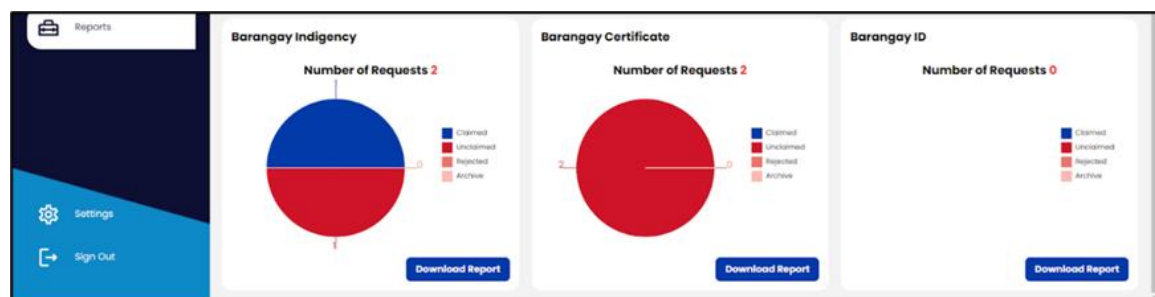 Reports
Settings
Sign Out
Barangay Indigency
Number of Requests 2
1
0
1
Claimed
Unclaimed
Rejected
Archive
Download Report
Barangay Certificate
Number of Requests 2
2
0
Claimed
Unclaimed
Rejected
Archive
Download Report
Barangay ID
Number of Requests 0
Claimed
Unclaimed
Rejected
Archive
Download Report